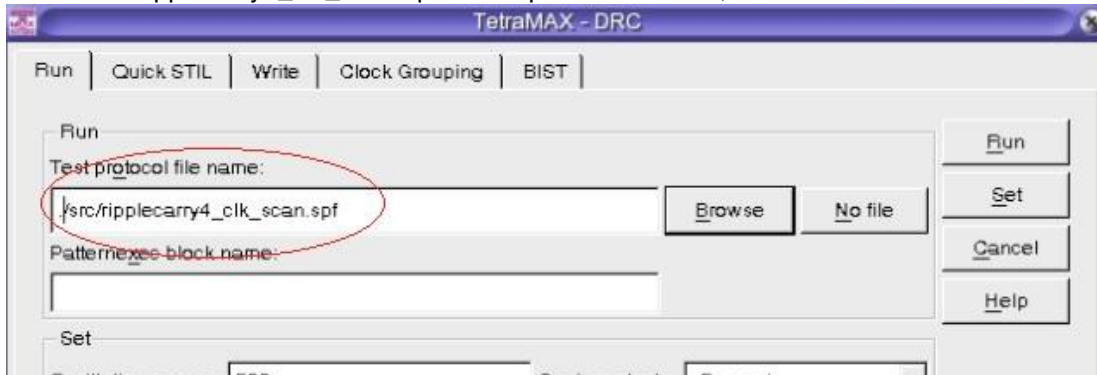 TetraMAX - DRC
Run Quick STIL Write Clock Grouping BIST
Run
Run
Test protocol file name:
./src/ripplecarry4_clk_scan.spf Browse No file Set
Patternexec block name:
Cancel
Help
Set